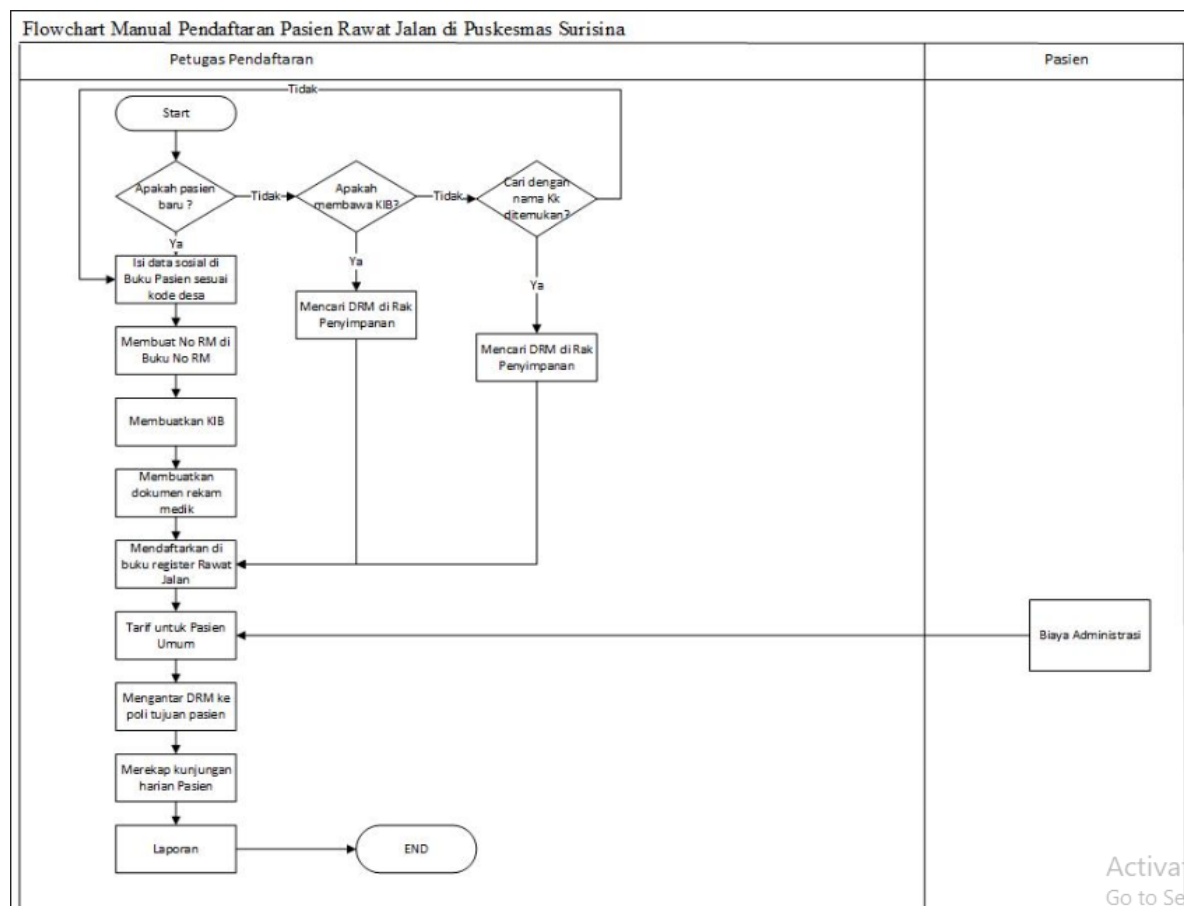 Flowchart Manual Pendaftaran Pasien Rawat Jalan di Puskesmas Surisina
Petugas Pendaftaran
Pasien
Tidak
Start
Apakah pasien
baru ?
Tidak
Apakah
membawa KIB?
Tidak
Cari dengan
nama Kk
ditemukan?
Ya
Isi data sosial di
Buku Pasien sesuai
kode desa
Ya
Mencari DRM di Rak
Penyimpanan
Ya
Mencari DRM di Rak
Penyimpanan
Membuat No RM di
Buku No RM
Membuatkan KIB
Membuatkan
dokumen rekam
medik
Mendaftarkan di
buku register Rawat
Jalan
Tarif untuk Pasien
Umum
Biaya Administrasi
Mengantar DRM ke
poli tujuan pasien
Merekap kunjungan
harian Pasien
Laporan
END
Activa
Go to Se